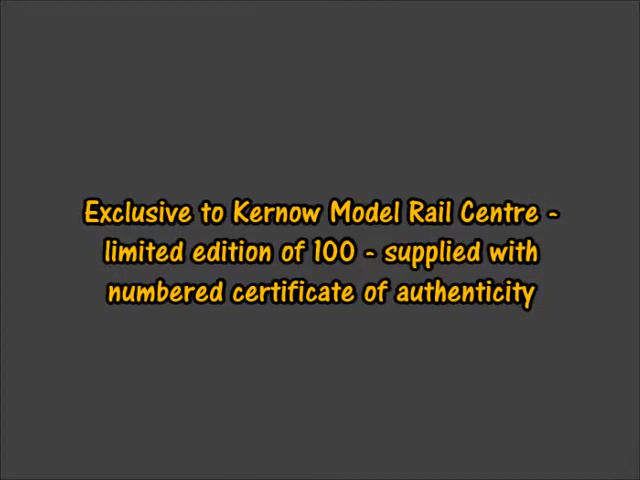 Exclusive to Kernow Model Rail Centre -
limited edition of 100 - supplied with
numbered certificate of authenticity